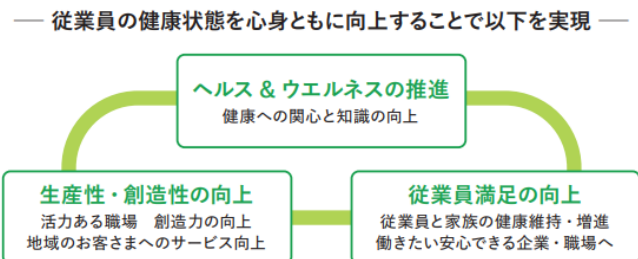 従業員の健康状態を心身ともに向上することで以下を実現
ヘルス & ウエルネスの推進
健康への関心と知識の向上
生産性・創造性の向上
活力ある職場　創造力の向上
地域のお客さまへのサービス向上
従業員満足の向上
従業員と家族の健康維持・増進
働きたい安心できる企業・職場へ